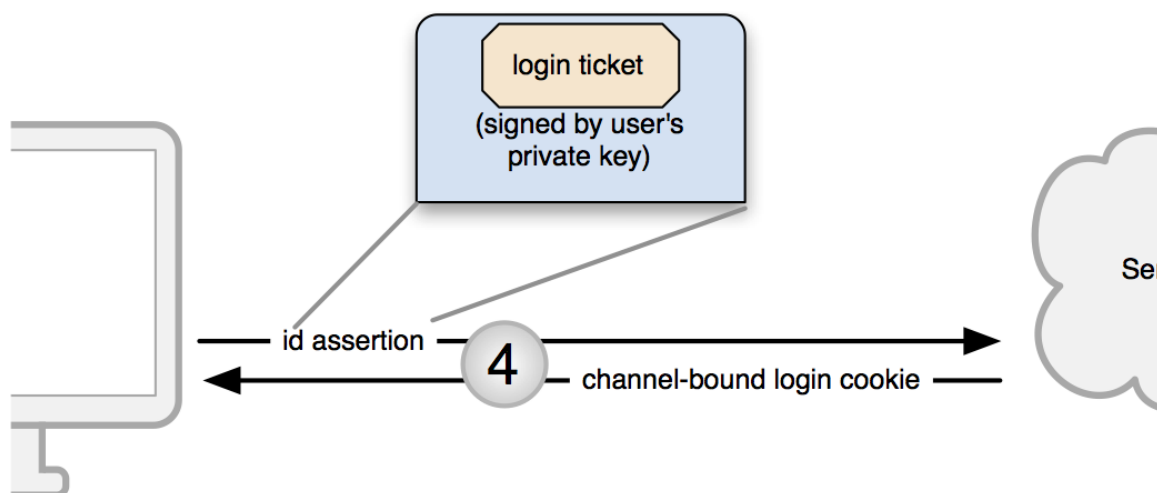 login ticket
(signed by user's
private key)
id assertion
4
channel-bound login cookie